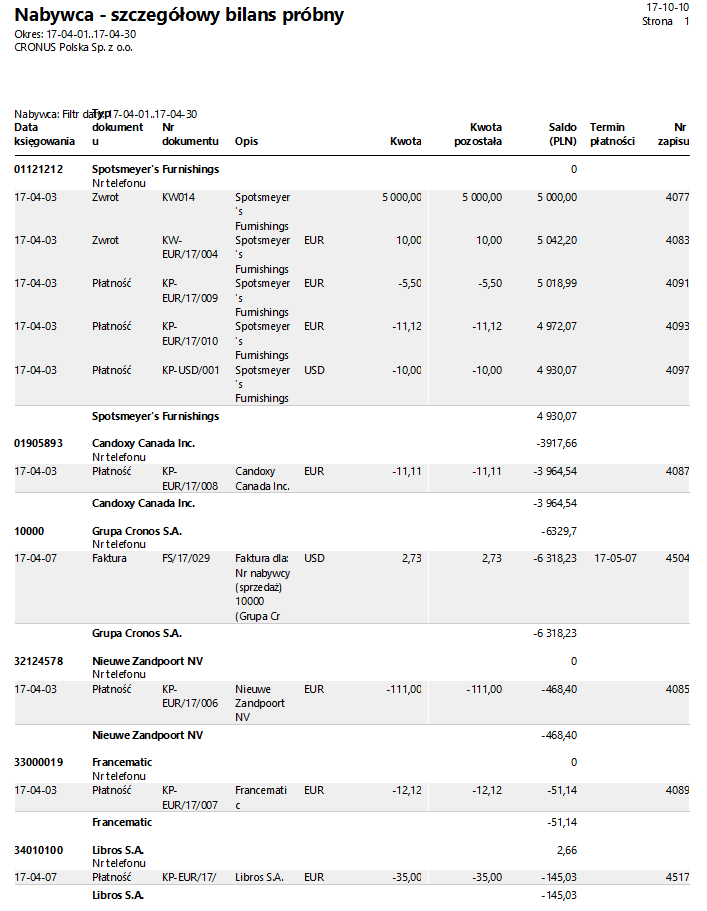 Nabywca - szczegółowy bilans próbny 17-10-10
Okres: 17-04-01..17-04-30 Strona 1
CRONUS Polska Sp. z o.o.
Nabywca: Filtr daty: 17-04-01..17-04-30
Data księgowania Typ dokumentu Nr dokumentu Opis Kwota Kwota pozostała Saldo (PLN) Termin płatności Nr zapisu
01121212 Spotsmeyer's Furnishings 0
Nr telefonu
17-04-03 Zwrot KW014 Spotsmeyer 5 000,00 5 000,00 5 000,00 4077
`s
Furnishings
17-04-03 Zwrot KW- Spotsmeyer EUR 10,00 10,00 5 042,20 4083
EUR/17/004 `s
Furnishings
17-04-03 Płatność KP- Spotsmeyer EUR -5,50 -5,50 5 018,99 4091
EUR/17/009 `s
Furnishings
17-04-03 Płatność KP- Spotsmeyer EUR -11,12 -11,12 4 972,07 4093
EUR/17/010 `s
Furnishings
17-04-03 Płatność KP-USD/001 Spotsmeyer USD -10,00 -10,00 4 930,07 4097
`s
Furnishings
Spotsmeyer's Furnishings 4 930,07
01905893 Candoxy Canada Inc. -3917,66
Nr telefonu
17-04-03 Płatność KP- Candoxy EUR -11,11 -11,11 -3 964,54 4087
EUR/17/008 Canada Inc.
Candoxy Canada Inc. -3 964,54
10000 Grupa Cronos S.A. -6329,7
Nr telefonu
17-04-07 Faktura FS/17/029 Faktura dla: USD 2,73 2,73 -6 318,23 17-05-07 4504
Nr nabywcy
(sprzedaż)
10000
(Grupa Cr
Grupa Cronos S.A. -6 318,23
32124578 Nieuwe Zandpoort NV 0
Nr telefonu
17-04-03 Płatność KP- Nieuwe EUR -111,00 -111,00 -468,40 4085
EUR/17/006 Zandpoort
NV
Nieuwe Zandpoort NV -468,40
33000019 Francematic 0
Nr telefonu
17-04-03 Płatność KP- Francemati EUR -12,12 -12,12 -51,14 4089
EUR/17/007 c
Francematic -51,14
34010100 Libros S.A. 2,66
Nr telefonu
17-04-07 Płatność KP-EUR/17/ Libros S.A. EUR -35,00 -35,00 -145,03 4517
Libros S.A. -145,03